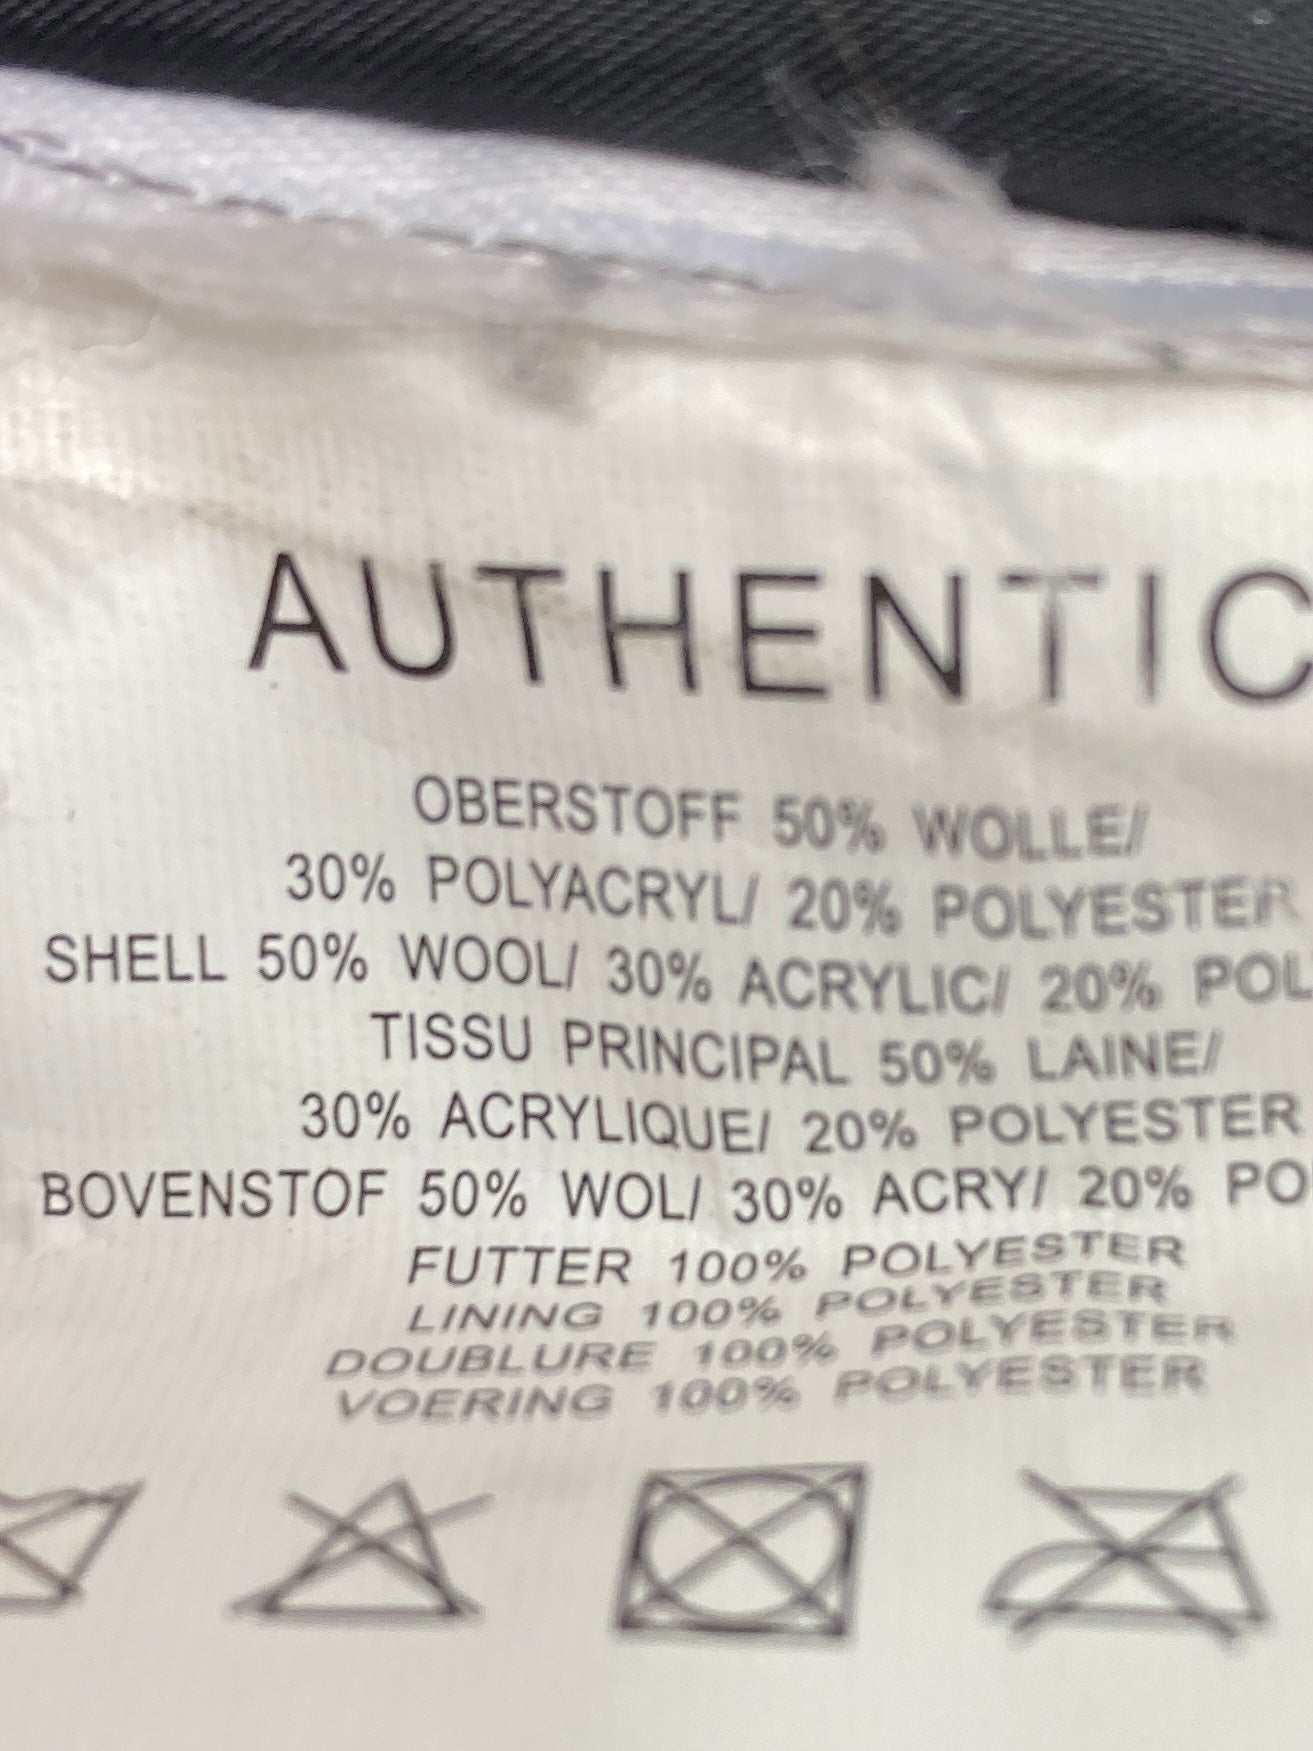 AUTHENTIC
OBERSTOFF 50% WOLLE/
30% POLYACRYL/ 20% POLYESTER
SHELL 50% WOOL/ 30% ACRYLIC/ 20% POL
TISSU PRINCIPAL 50% LAINE/
30% ACRYLIQUE/ 20% POLYESTER
BOVENSTOF 50% WOL/ 30% ACRY/ 20% PO
FUTTER 100% POLYESTER
LINING 100% POLYESTER
DOUBLURE 100% POLYESTER
VOERING 100% POLYESTER